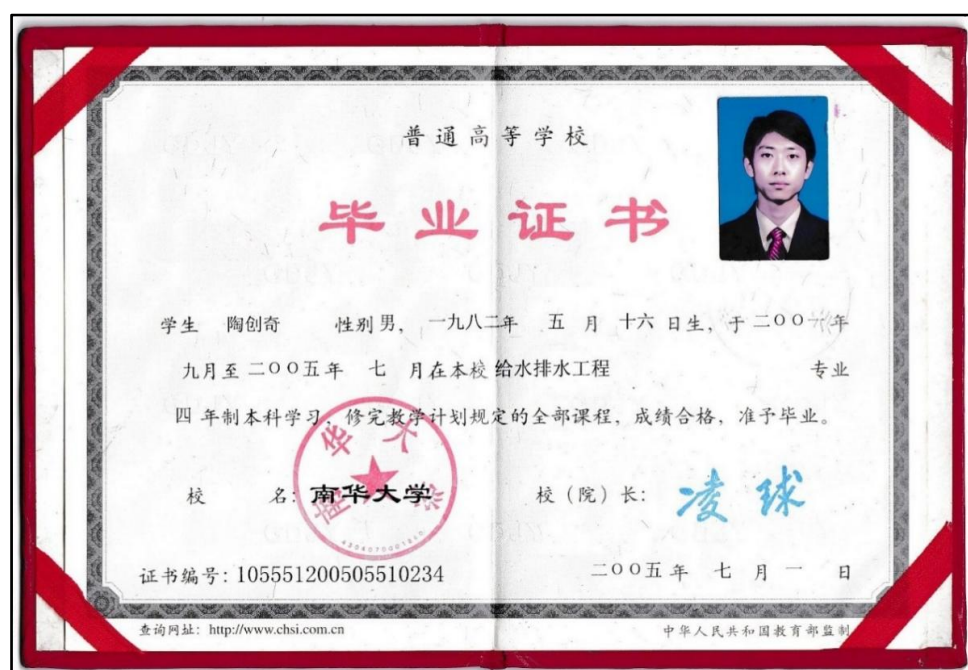 普通高等学校
毕业证书
学生 陶创奇 性别 男, 一九八二年 五 月 十六 日生, 于 二〇〇一年
九月至 二〇〇五年 七 月在本校 给水排水工程 专业
四 年制本科学习, 修完教学计划规定的全部课程, 成绩合格, 准予毕业。
校 名: 南华大学 校(院)长: 凌球
南华大学
证书编号: 105551200505510234 二〇〇五年 七 月 一 日
查询网址: http://www.chsi.com.cn 中华人民共和国教育部监制